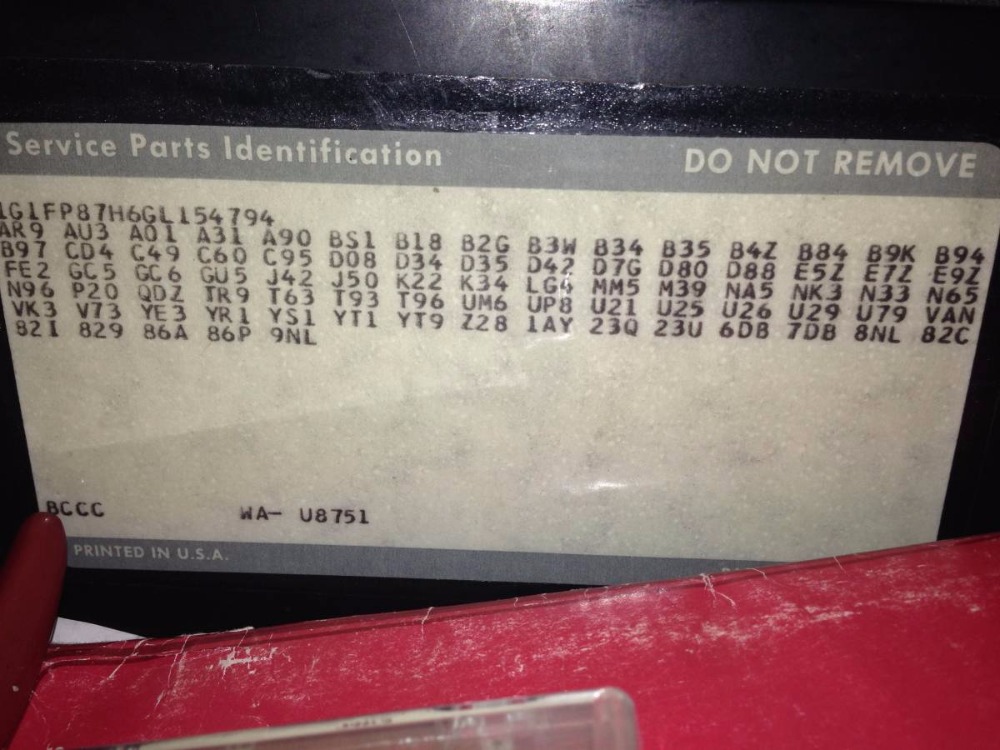 Service Parts Identification DO NOT REMOVE
1G1FP87H6GL154794
AR9 AU3 A01 A31 A90 BS1 B18 B2G B3W B34 B35 B4Z B84 B9K B94
B97 CD4 C49 C60 C95 D08 D34 D35 D42 D7G D80 D88 E5Z E7Z E9Z
FE2 GC5 GC6 GU5 J42 J50 K22 K34 LG4 MM5 M39 NA5 NK3 N33 N65
N96 P20 QDZ TR9 T63 T93 T96 UM6 UP8 U21 U25 U26 U29 U79 VAN
VK3 V73 YE3 YR1 YS1 YT1 YT9 Z28 1AY 23Q 23U 6DB 7DB 8NL 82C
821 829 86A 86P 9NL
BCCC WA- U8751
PRINTED IN U.S.A.